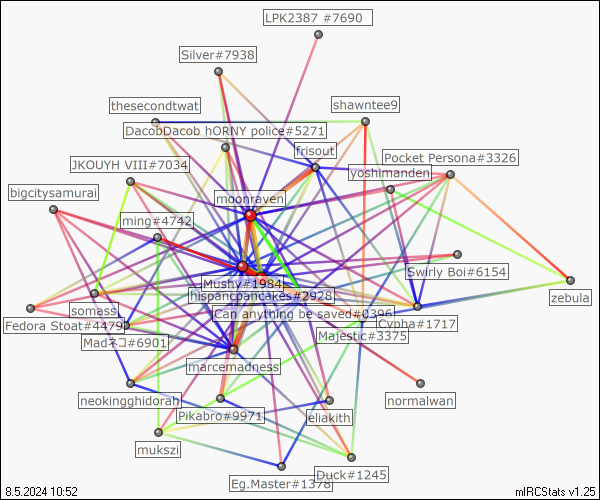 LPK2387 #7690
Silver#7938
thesecondtwat
shawntee9
DacobDacob hORNY police#5271
frisout
Pocket Persona#3326
JKOUYH VIII#7034
yoshimanden
bigcitysamurai
moonraven
ming#4742
Mushy#1984
Swirly Boi#6154
hispancpancakes#2928
zebula
somass
Can anything be saved#0396
Fedora Stoat#4479
Cypha#1717
Majestic#3375
Madネコ#6901
marcemadness
neokingghidorah
normalwan
Pikabro#9971
eliakith
mukszi
Duck#1245
Eg.Master#1378
8.5.2024 10:52
mIRCStats v1.25